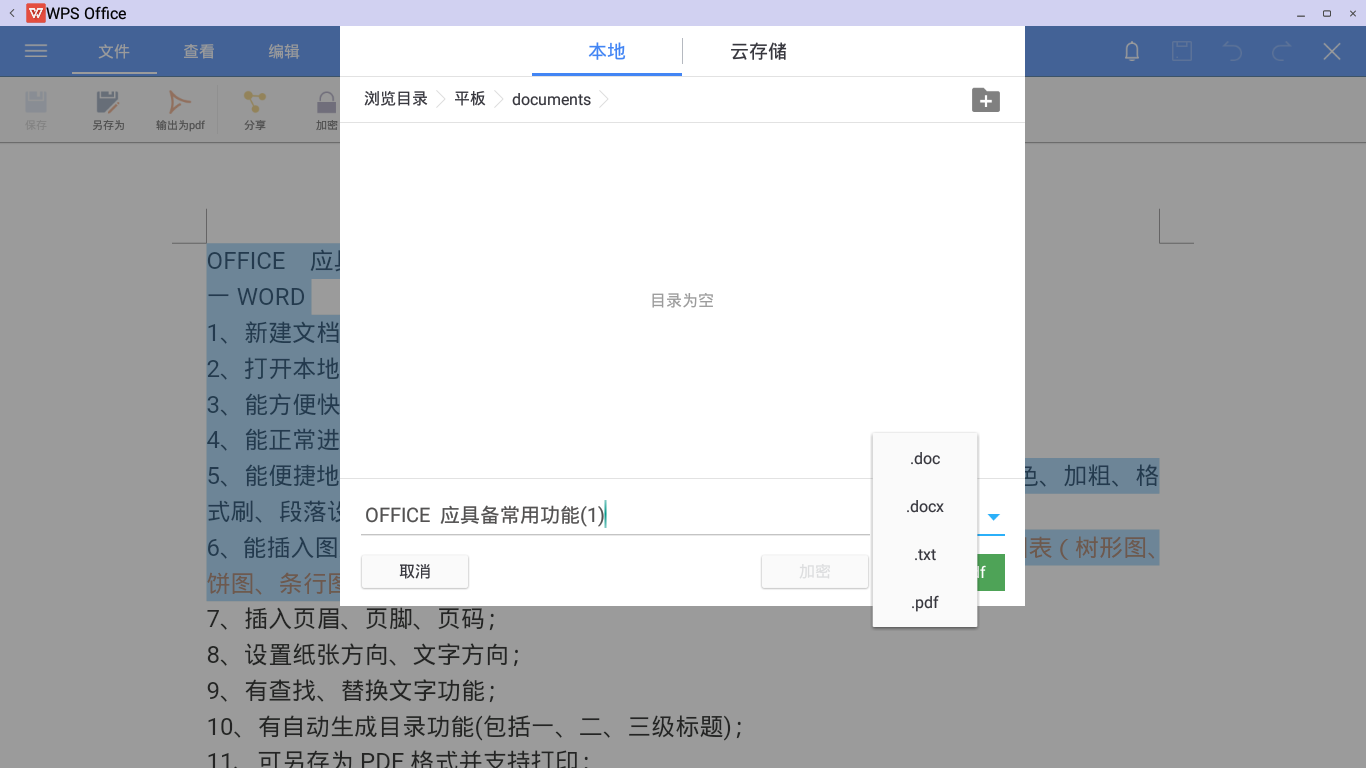 WPS Office
文件 查看 编辑
本地 云存储
浏览目录 平板 documents
保存 另存为 输出为pdf 分享 加密
目录为空
OFFICE 应
一 WORD
1、新建文档
2、打开本地
3、能方便快
4、能正常进
5、能便捷地 色、加粗、格
式刷、段落设
6、能插入图 表（树形图、
饼图、条行图
7、插入页眉、页脚、页码；
8、设置纸张方向、文字方向；
9、有查找、替换文字功能；
10、有自动生成目录功能(包括一、二、三级标题)；
11、可另存为 PDF 格式并支持打印；
OFFICE 应具备常用功能(1)
取消 加密
.doc
.docx
.txt
.pdf